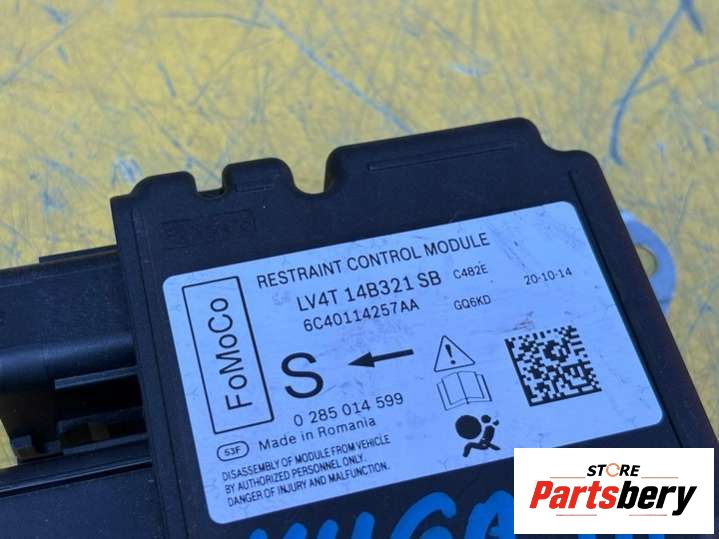 RESTRAINT CONTROL MODULE
LV4T 14B321 SB C482E 20-10-14
6C40114257AA GQ6KD
FoMoCo
S
0 285 014 599
53F Made in Romania
DISASSEMBLY OF MODULE FROM VEHICLE
BY AUTHORIZED PERSONNEL ONLY.
DANGER OF INJURY AND MALFUNCTION.
STORE
Partsbery